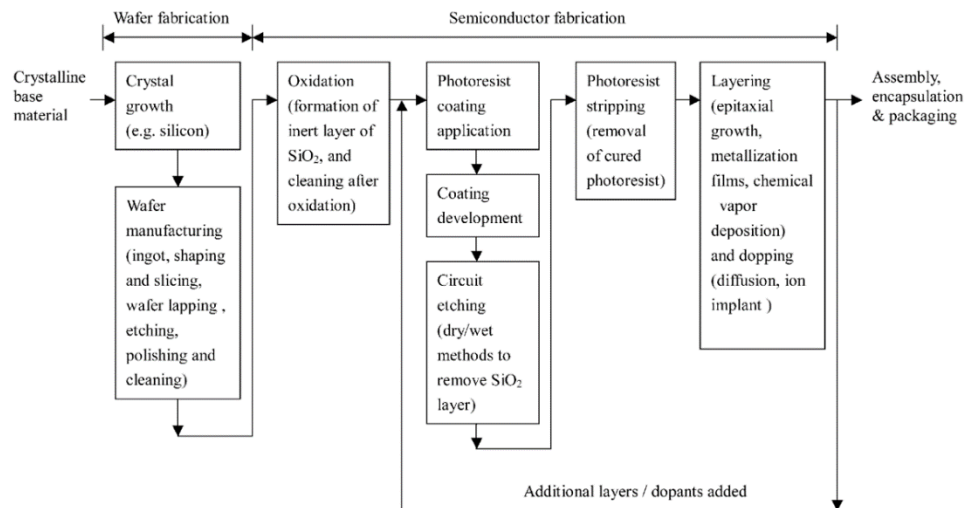 Wafer fabrication
Semiconductor fabrication
Crystalline
base
material
Crystal
growth
(e.g. silicon)
Wafer
manufacturing
(ingot, shaping
and slicing,
wafer lapping ,
etching,
polishing and
cleaning)
Oxidation
(formation of
inert layer of
SiO₂, and
cleaning after
oxidation)
Photoresist
coating
application
Coating
development
Circuit
etching
(dry/wet
methods to
remove SiO₂
layer)
Photoresist
stripping
(removal
of cured
photoresist)
Layering
(epitaxial
growth,
metallization
films, chemical
vapor
deposition)
and dopping
(diffusion, ion
implant )
Assembly,
encapsulation
& packaging
Additional layers / dopants added